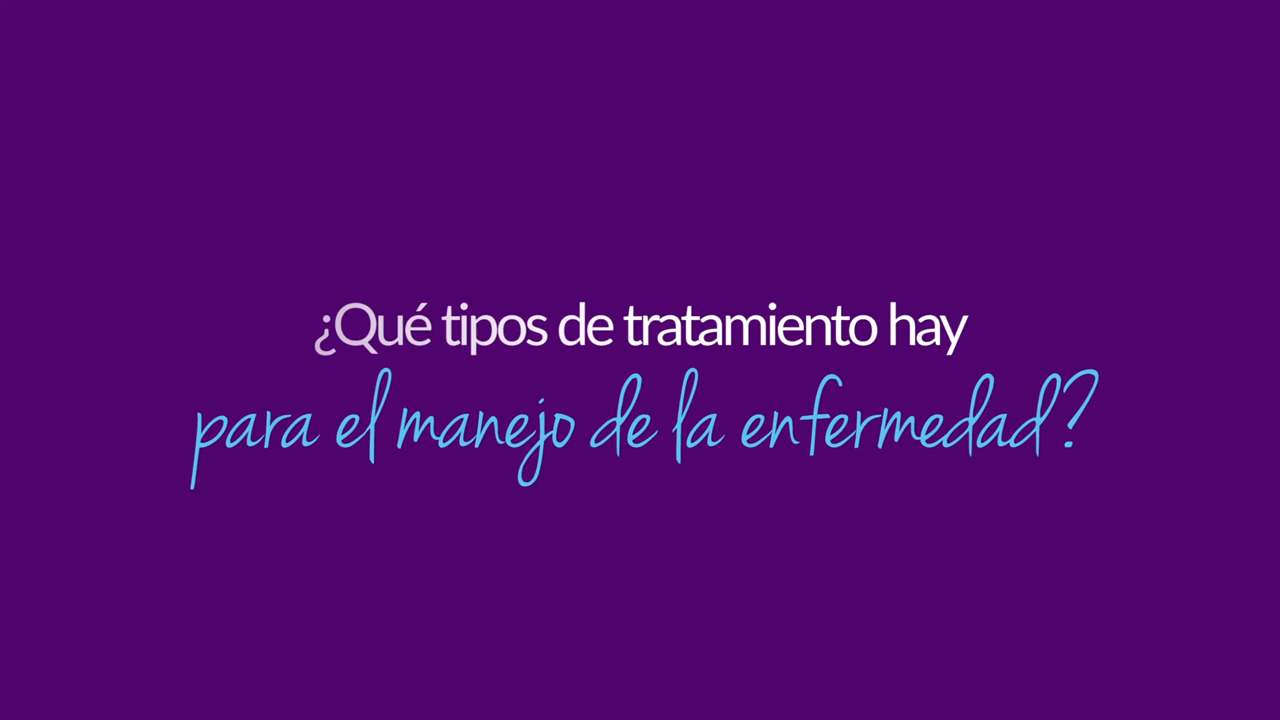 ¿Qué tipos de tratamiento hay
para el manejo de la enfermedad?